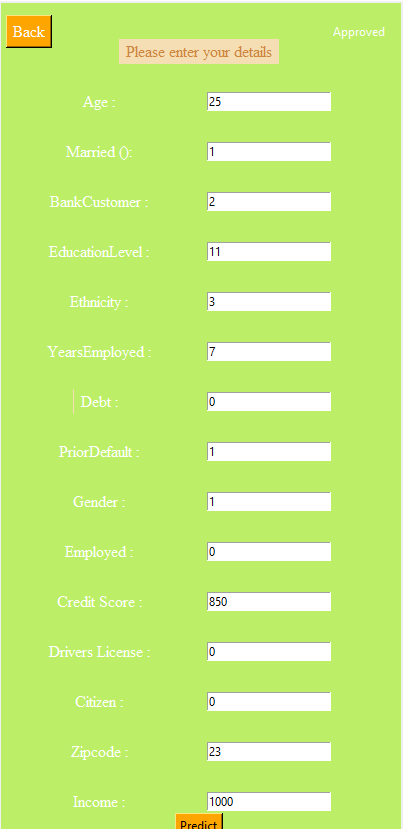 Back
Approved
Please enter your details
Age : 25
Married (): 1
BankCustomer : 2
EducationLevel : 11
Ethnicity : 3
YearsEmployed : 7
Debt : 0
PriorDefault : 1
Gender : 1
Employed : 0
Credit Score : 850
Drivers License : 0
Citizen : 0
Zipcode : 23
Income : 1000
Predict